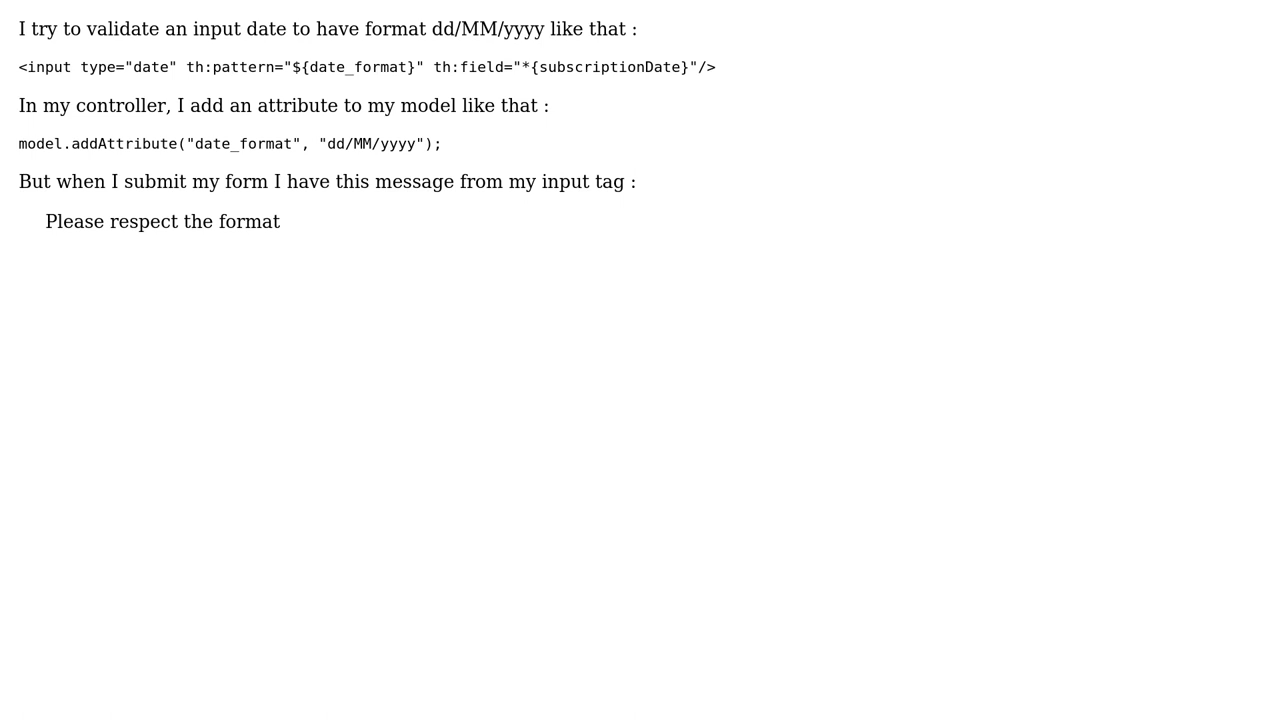 I try to validate an input date to have format dd/MM/yyyy like that :
<input type="date" th:pattern="${date_format}" th:field="*{subscriptionDate}"/>
In my controller, I add an attribute to my model like that :
model.addAttribute("date_format", "dd/MM/yyyy");
But when I submit my form I have this message from my input tag :
Please respect the format